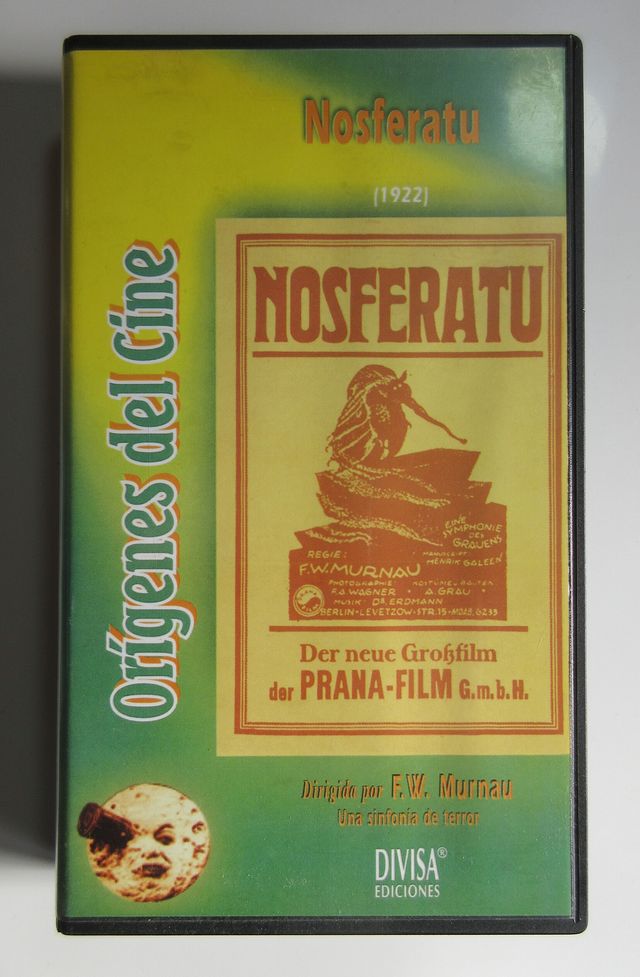 Nosferatu
(1922)
Orígenes del cine
NOSFERATU
EINE
SYMPHONIE
DES
GRAUENS
REGIE:
F.W. MURNAU
MANUSCRIPT:
HENRIK GALEEN
PHOTOGRAPHIE · KOSTÜME/BAUTEN
F.A. WAGNER · A. GRAU ·
MUSIK DR. ERDMANN
BERLIN-LEVETZOW-STR. 15-MOAB. 6233
Der neue Großfilm
der PRANA-FILM G.m.b.H.
Dirigida por F.W. Murnau
Una sinfonía de terror
DIVISA®
EDICIONES